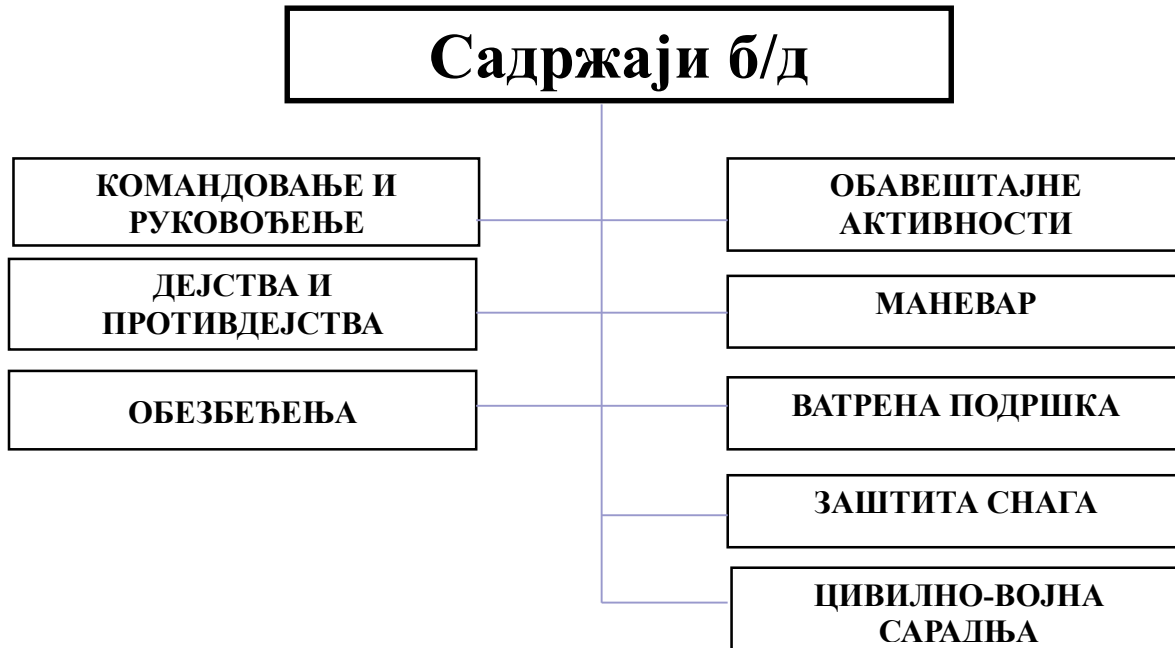 Садржаји б/д
КОМАНДОВАЊЕ И
РУКОВОЂЕЊЕ
ДЕЈСТВА И
ПРОТИВДЕЈСТВА
ОБЕЗБЕЂЕЊА
ОБАВЕШТАЈНЕ
АКТИВНОСТИ
МАНЕВАР
ВАТРЕНА ПОДРШКА
ЗАШТИТА СНАГА
ЦИВИЛНО-ВОЈНА
САРАДЊА